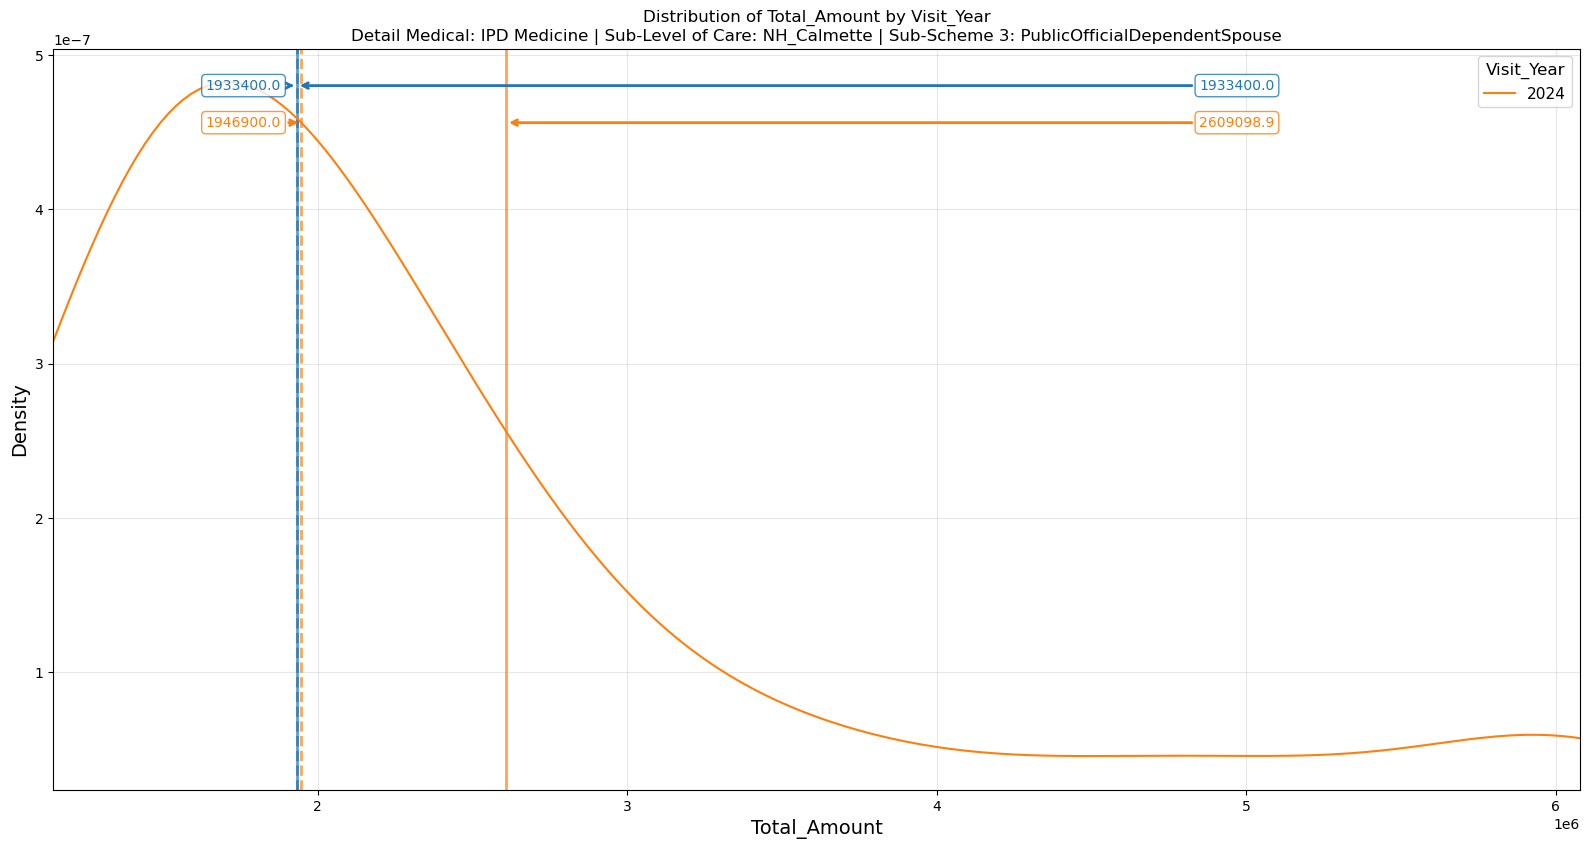 Distribution of Total_Amount by Visit_Year
Detail Medical: IPD Medicine | Sub-Level of Care: NH_Calmette | Sub-Scheme 3: PublicOfficialDependentSpouse
1e−7
5
4
3
2
1
Density
1933400.0
1933400.0
1946900.0
2609098.9
Visit_Year
2024
2
3
4
5
6
1e6
Total_Amount